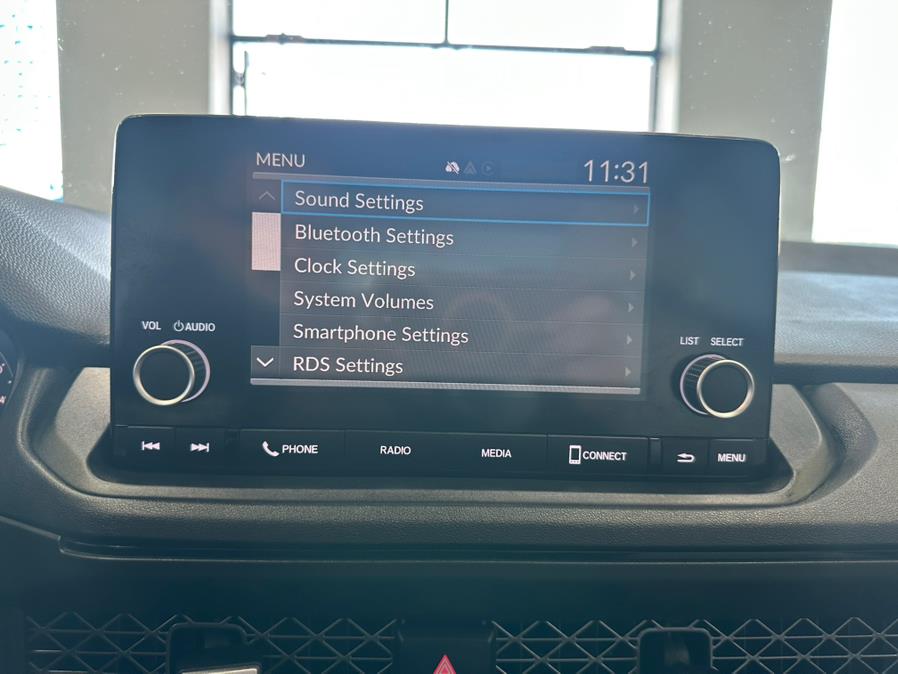 MENU
11:31
Sound Settings
Bluetooth Settings
Clock Settings
System Volumes
Smartphone Settings
RDS Settings
VOL AUDIO
LIST SELECT
PHONE
RADIO
MEDIA
CONNECT
MENU